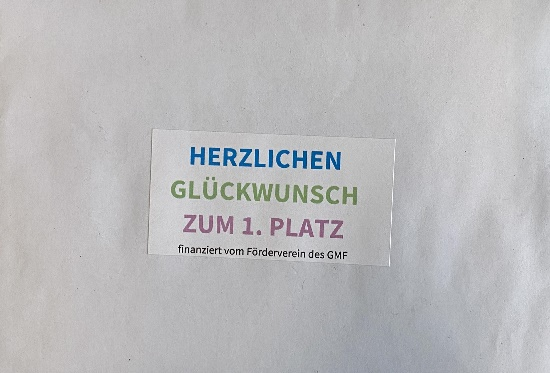 HERZLICHEN
GLÜCKWUNSCH
ZUM 1. PLATZ
finanziert vom Förderverein des GMF